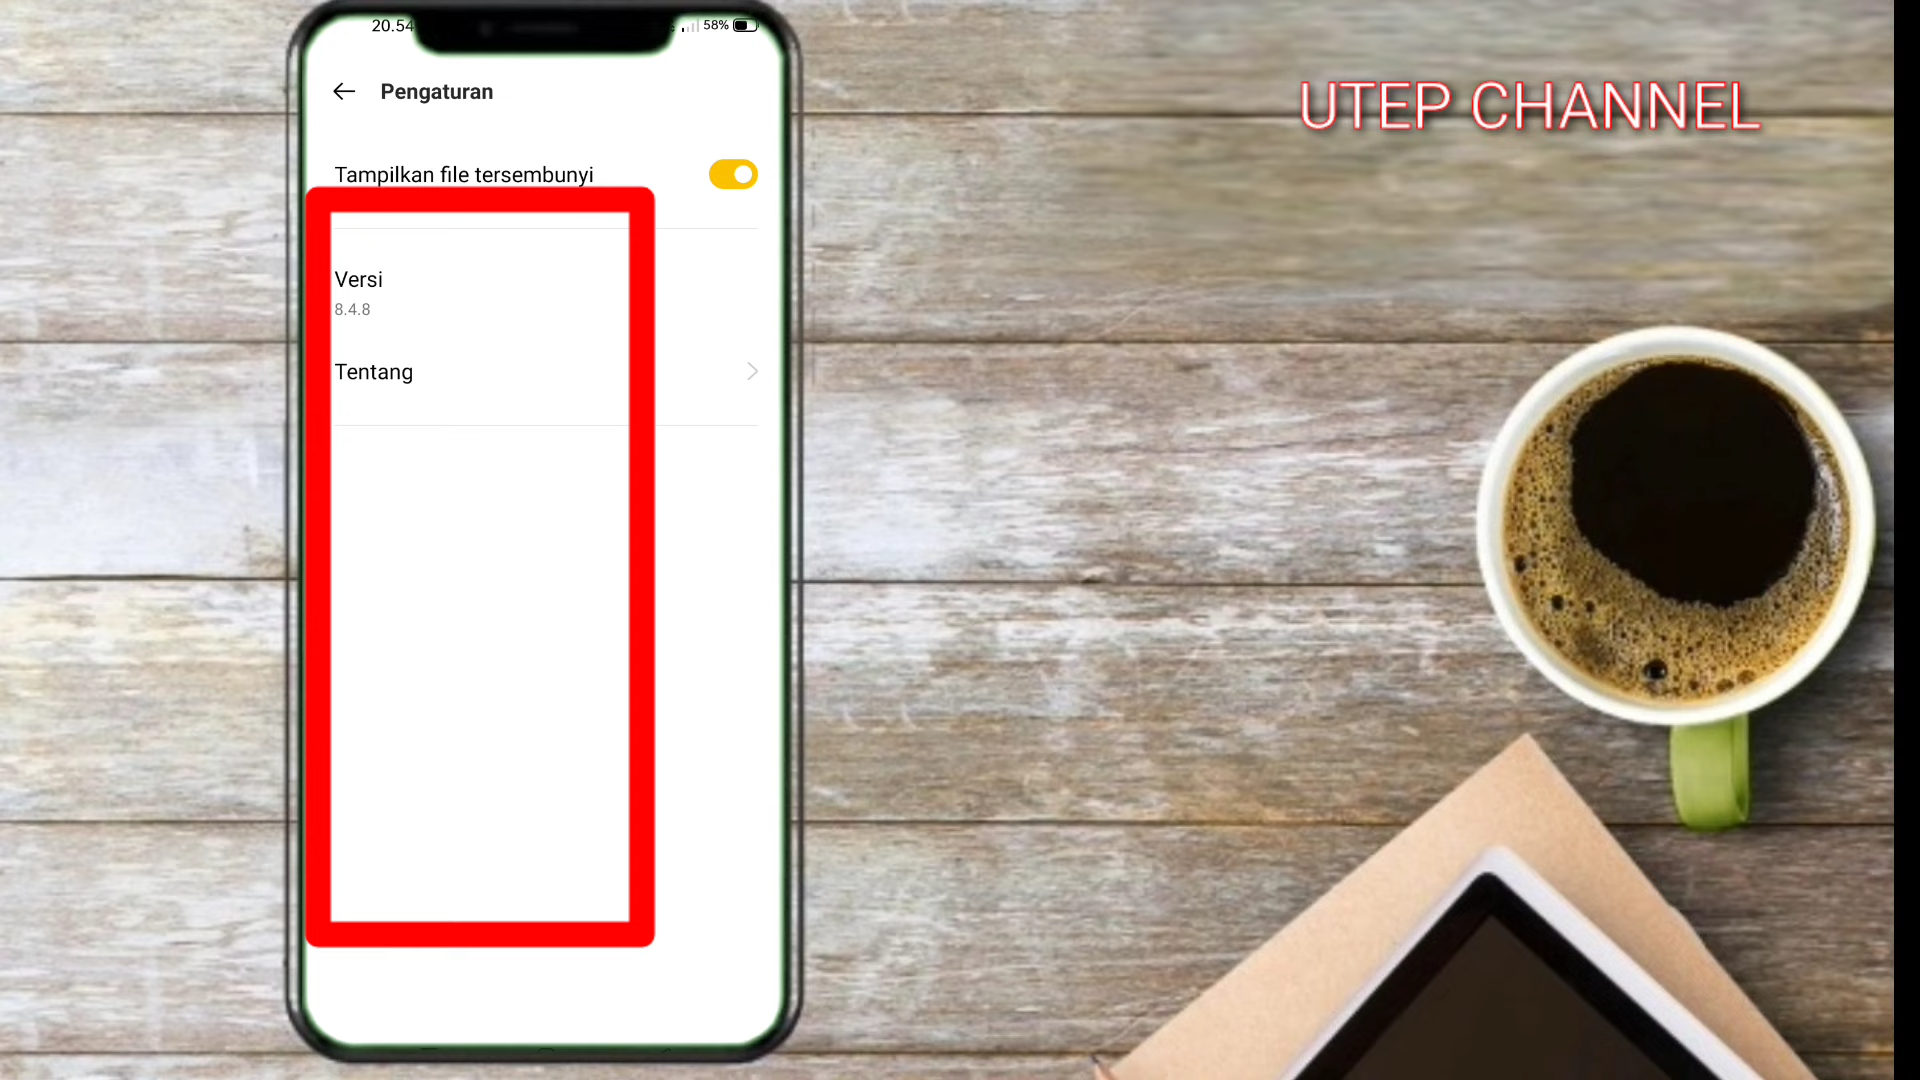 20.54
58%
Pengaturan
UTEP CHANNEL
Tampilkan file tersembunyi
Versi
8.4.8
Tentang